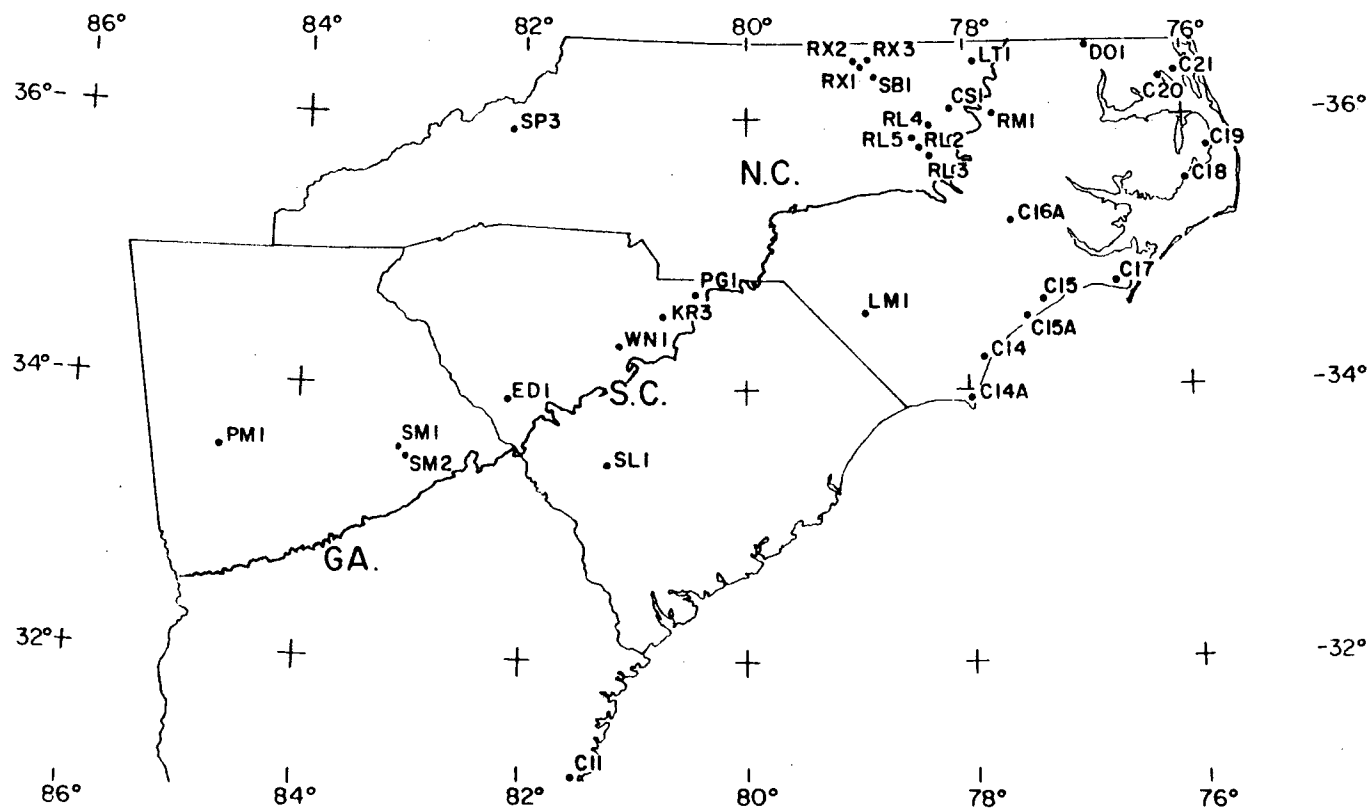 86° 84° 82° 80° 78° 76°
RX2 RX3 LT1 DO1
RX1 SB1 C21
C20
36°- -36°
SP3 CS1
RL4 RM1
RL5 RL2 C19
RL3
N.C. C18
C16A
PG1 C17
KR3 LM1 C15
C15A
WN1 C14
34°- -34°
ED1 S.C. C14A
PM1 SM1
SM2 SL1
GA.
32° -32°
C11
86° 84° 82° 80° 78° 76°